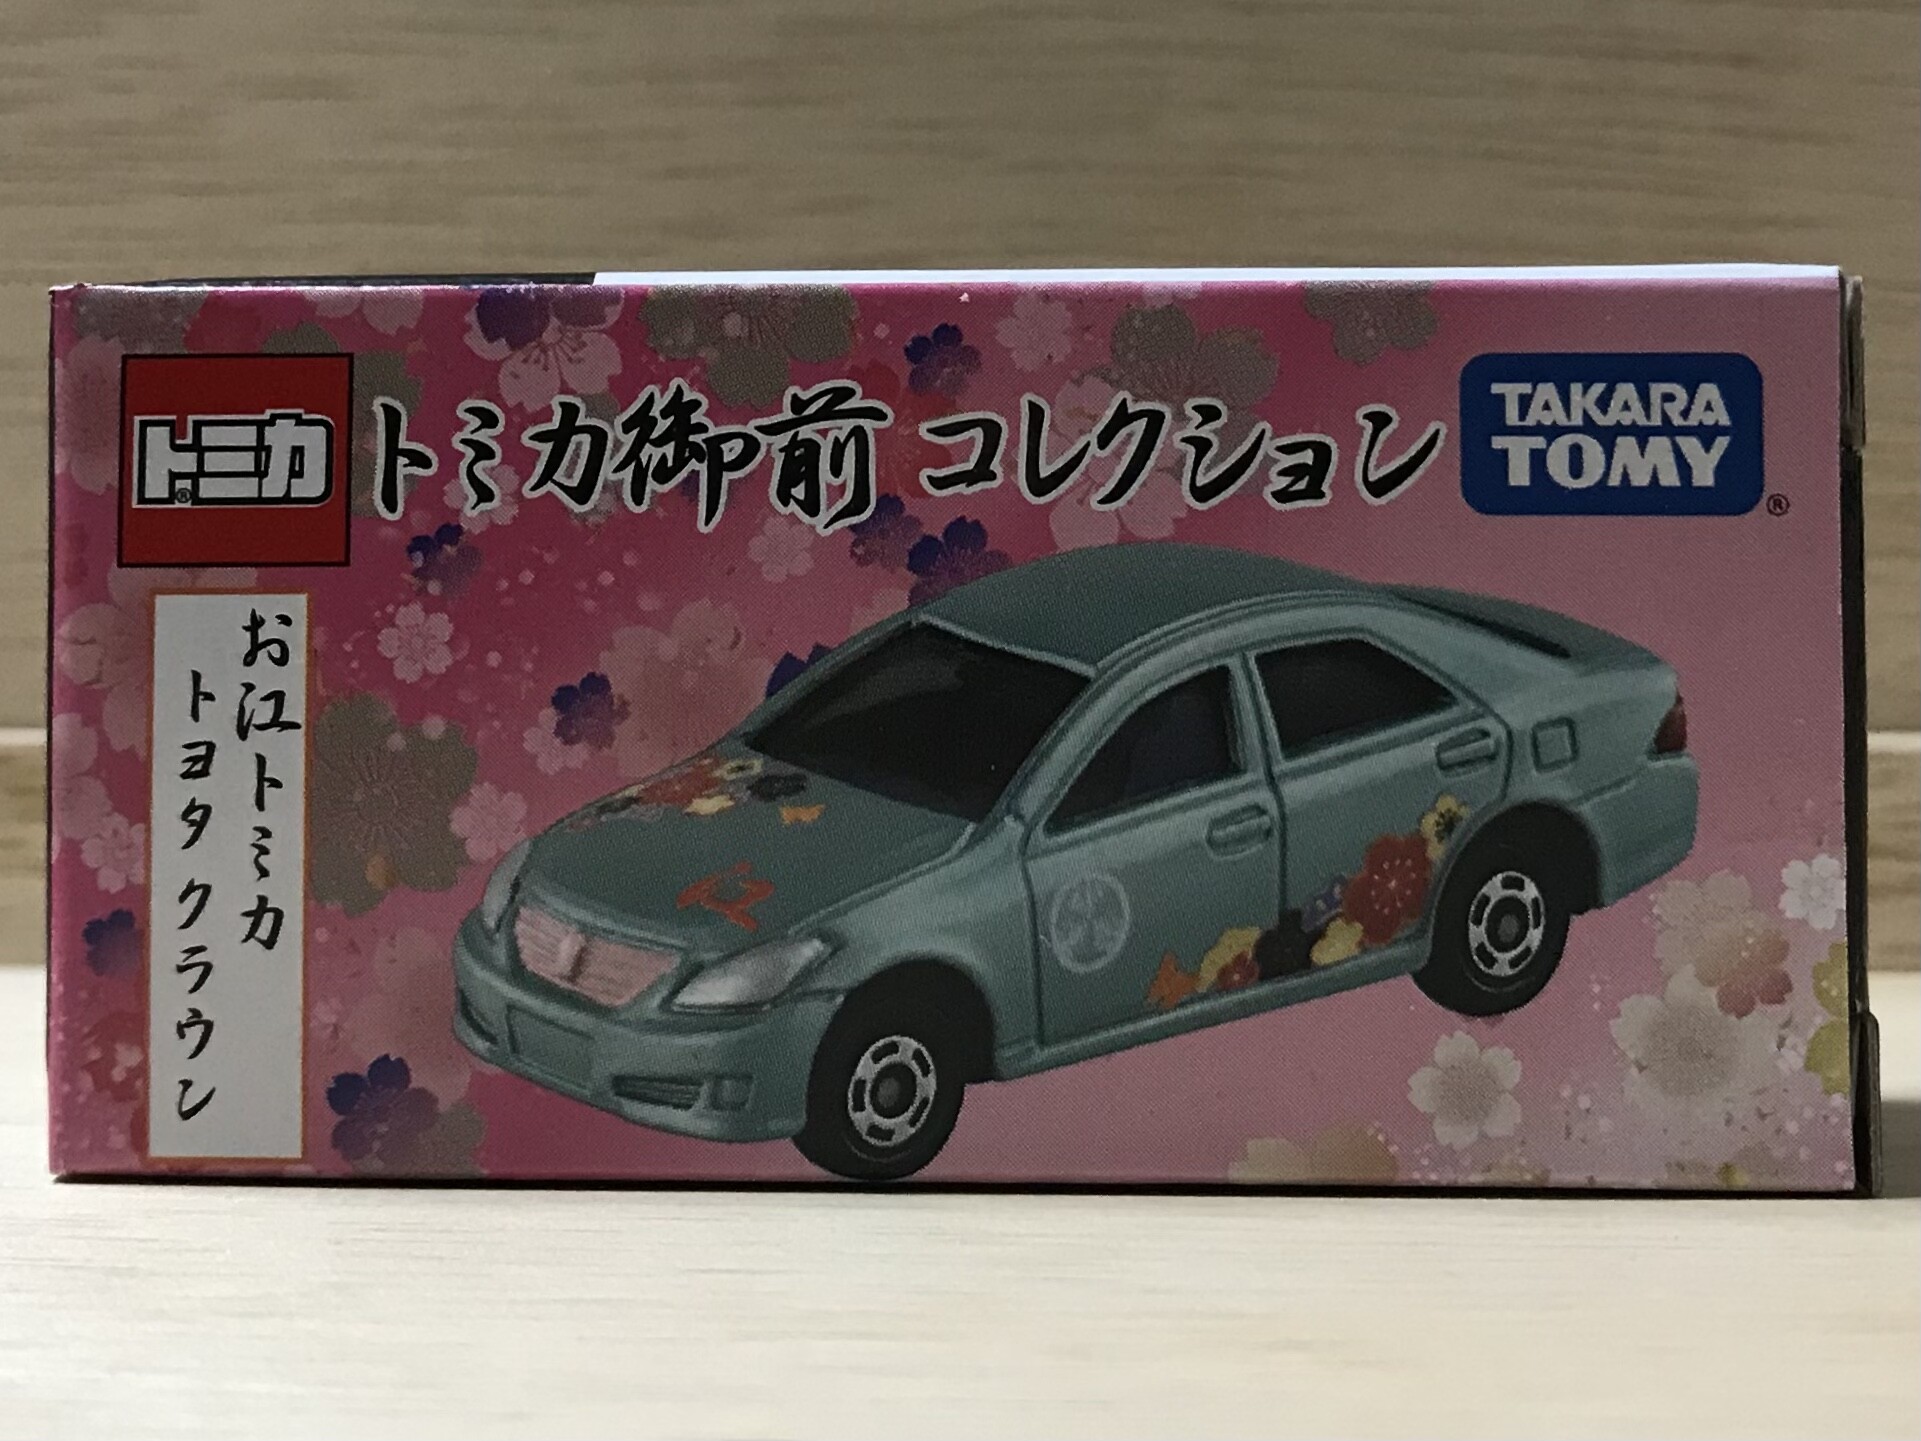 トミカ
®
トミカ御前 コレクション
TAKARA
TOMY
®
お江トミカ
トヨタ クラウン
江